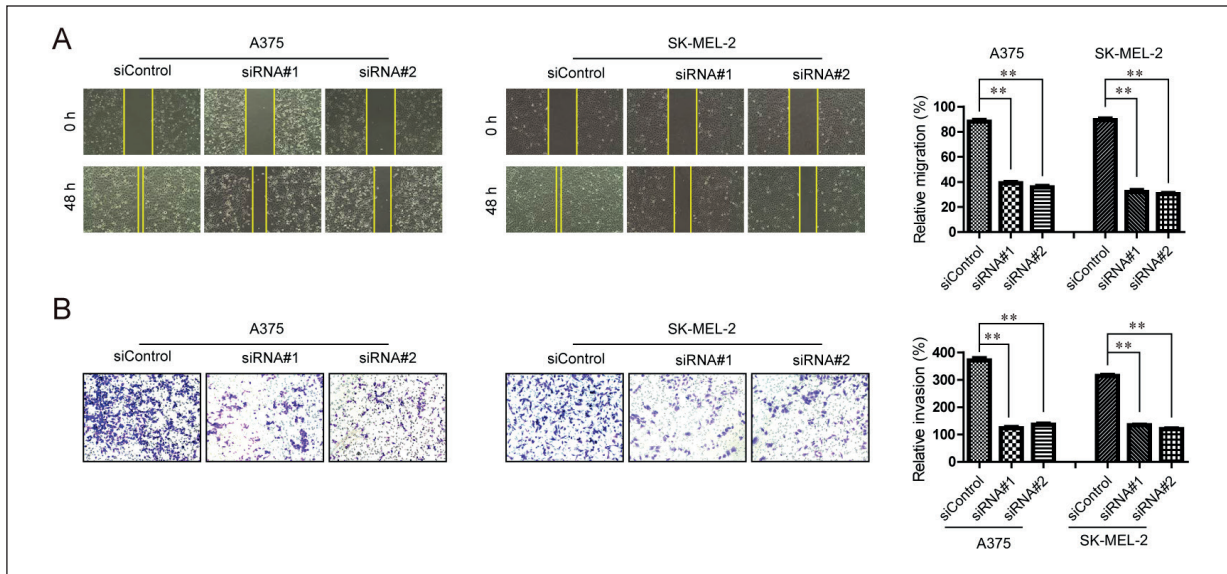 A
A375
siControl siRNA#1 siRNA#2
0 h
48 h
SK-MEL-2
siControl siRNA#1 siRNA#2
0 h
48 h
A375 SK-MEL-2
** **
** **
Relative migration (%)
100
80
60
40
20
0
siControl siRNA#1 siRNA#2 siControl siRNA#1 siRNA#2
B
A375
siControl siRNA#1 siRNA#2
SK-MEL-2
siControl siRNA#1 siRNA#2
** **
** **
Relative invasion (%)
400
300
200
100
0
siControl siRNA#1 siRNA#2 siControl siRNA#1 siRNA#2
A375 SK-MEL-2